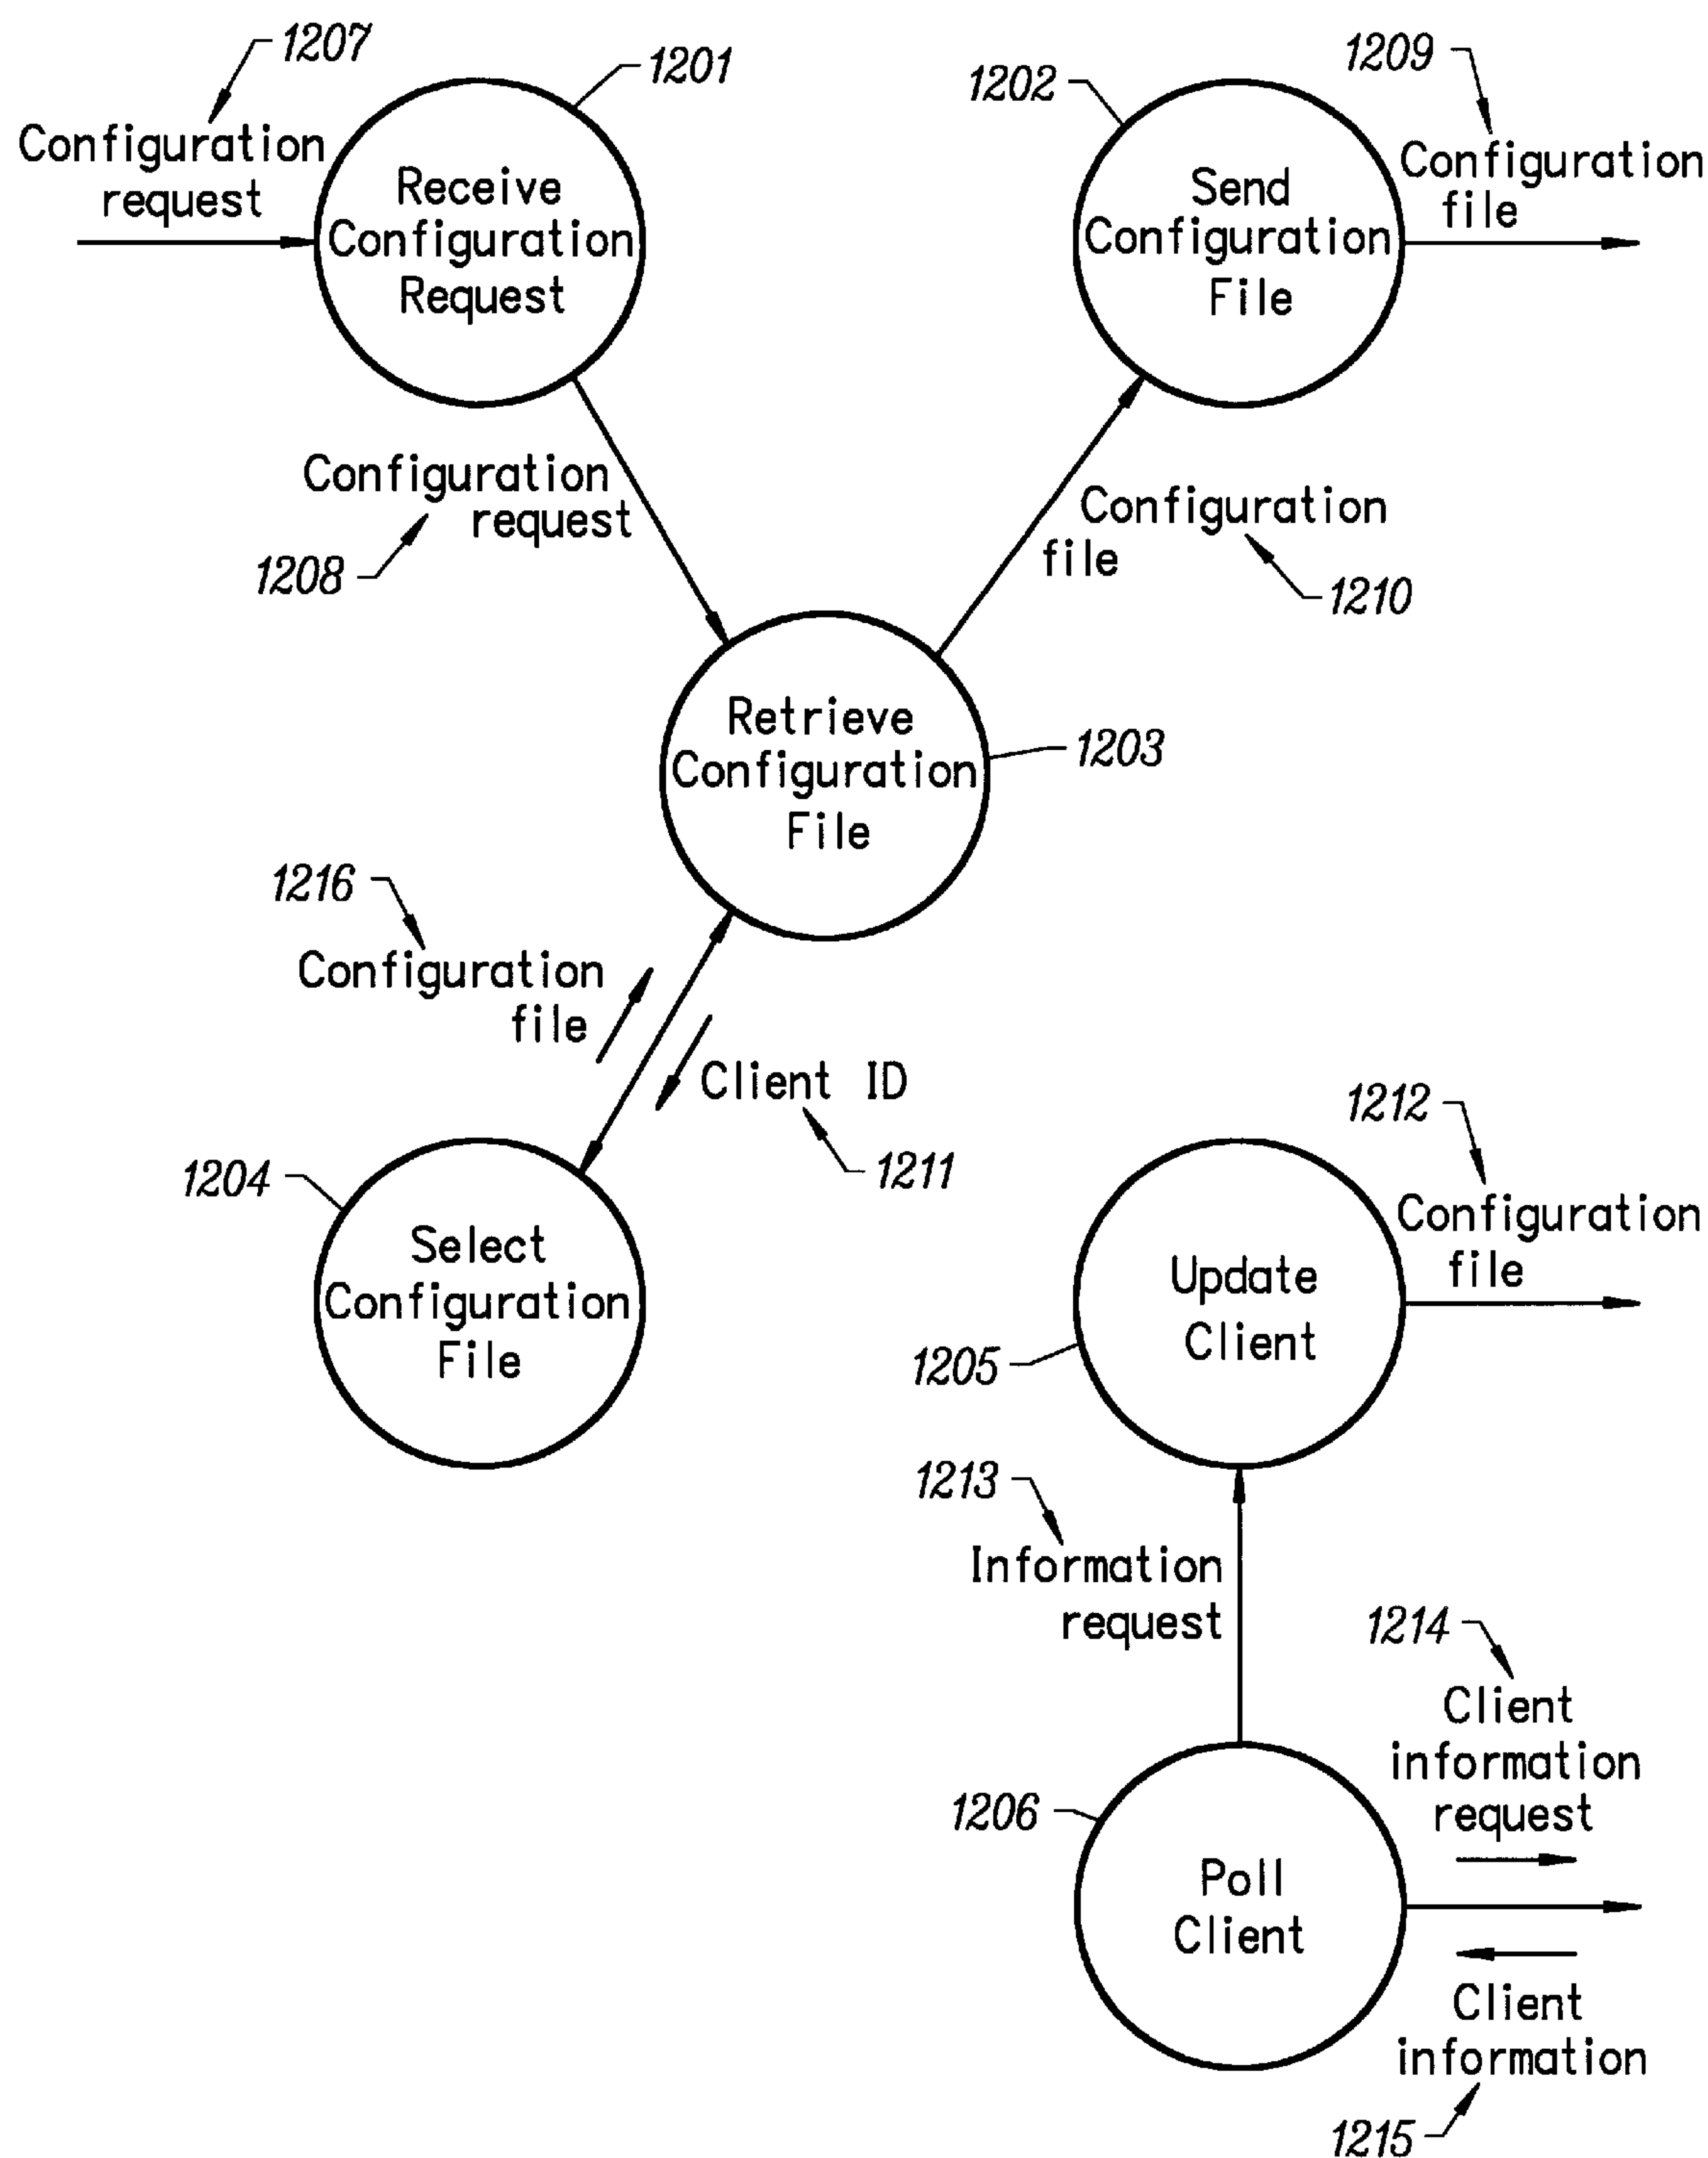 1207
Configuration
request
1201
Receive
Configuration
Request
1202
Send
Configuration
File
1209
Configuration
file
Configuration
request
1208
Configuration
file
1210
Retrieve
Configuration
File
1203
1216
Configuration
file
Client ID
1211
1204
Select
Configuration
File
1212
Configuration
file
Update
Client
1205
1213
Information
request
1214
Client
information
request
1206
Poll
Client
Client
information
1215